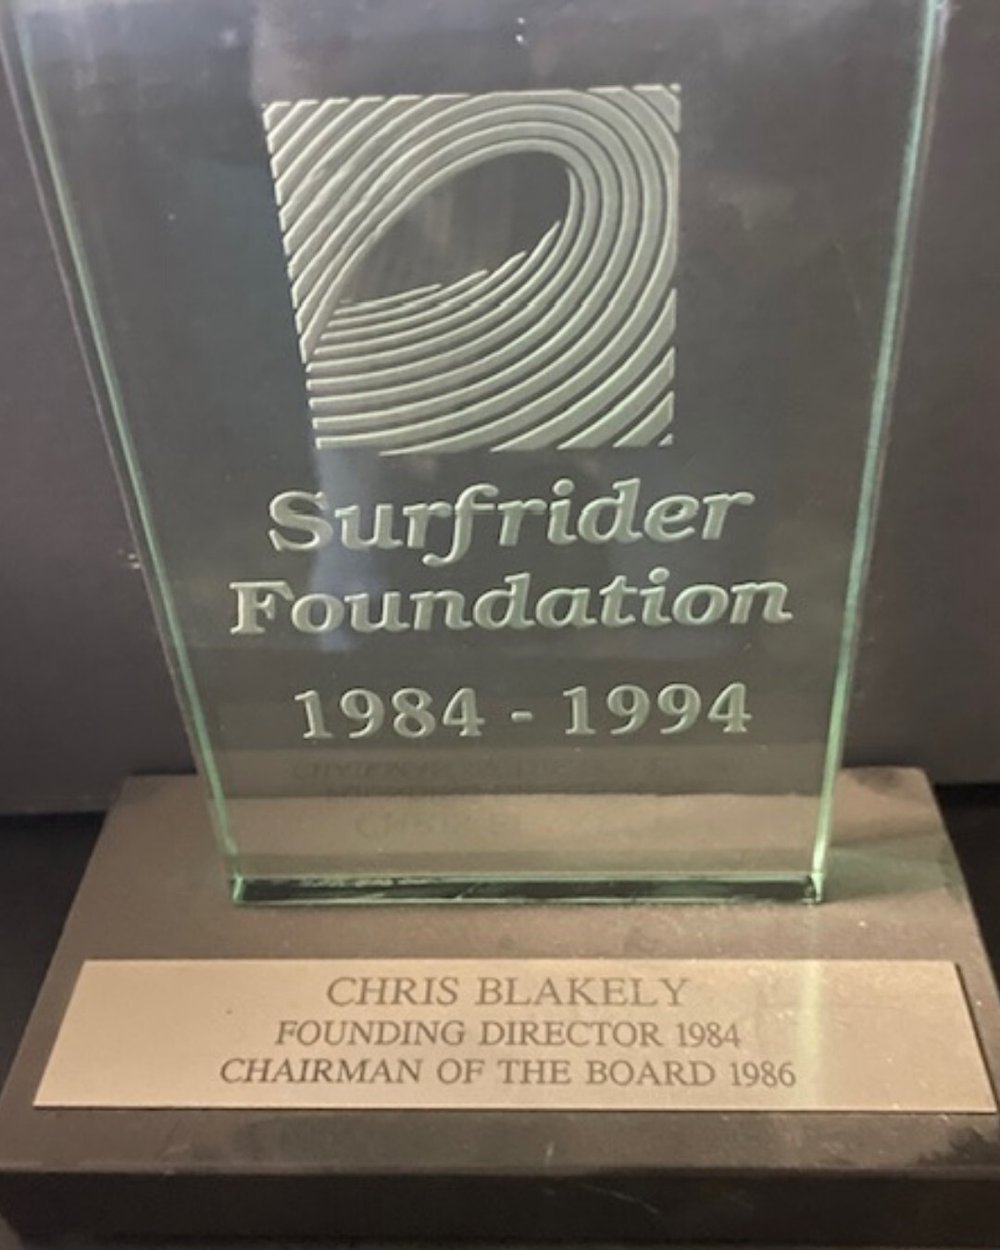 Surfrider
Foundation
1984 - 1994
CHRIS BLAKELY
FOUNDING DIRECTOR 1984
CHAIRMAN OF THE BOARD 1986